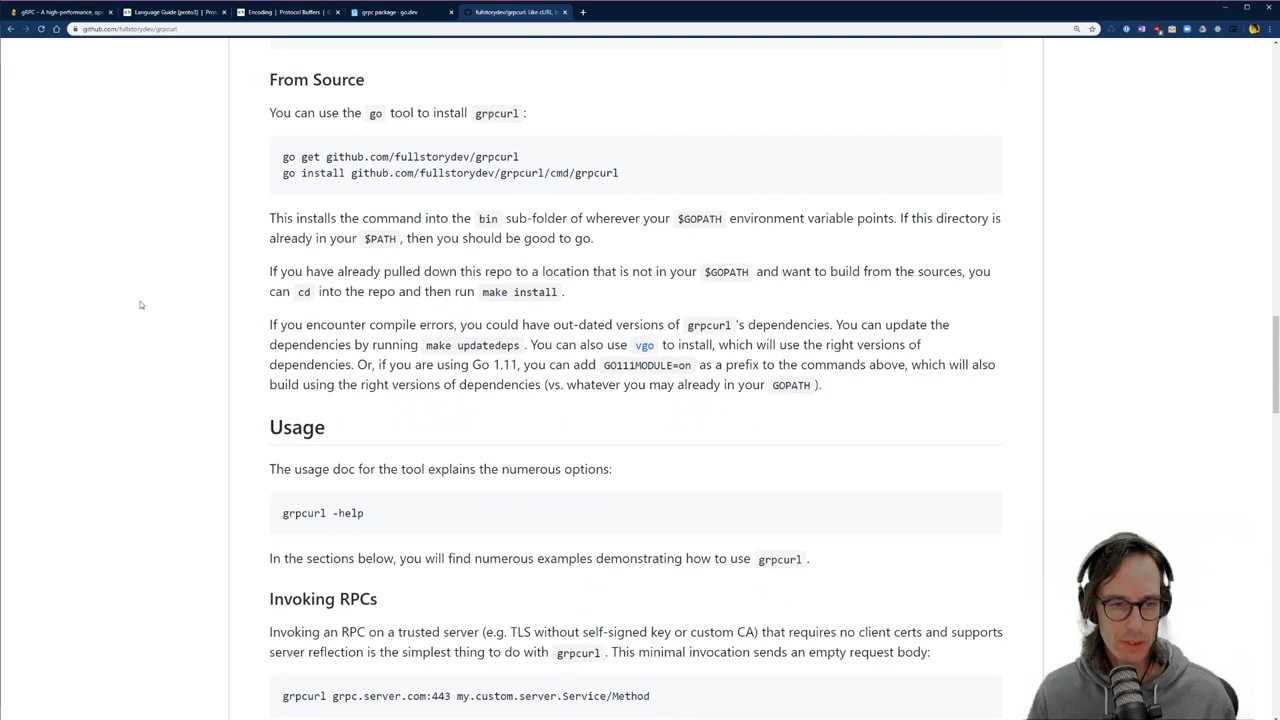 gRPC – A high-performance, ope
Language Guide (proto3) | Proto
Encoding | Protocol Buffers | G
grpc package - go.dev
fullstorydev/grpcurl: Like cURL, b
github.com/fullstorydev/grpcurl
From Source
You can use the go tool to install grpcurl :
go get github.com/fullstorydev/grpcurl
go install github.com/fullstorydev/grpcurl/cmd/grpcurl
This installs the command into the bin sub-folder of wherever your $GOPATH environment variable points. If this directory is
already in your $PATH , then you should be good to go.
If you have already pulled down this repo to a location that is not in your $GOPATH and want to build from the sources, you
can cd into the repo and then run make install .
If you encounter compile errors, you could have out-dated versions of grpcurl 's dependencies. You can update the
dependencies by running make updatedeps . You can also use vgo to install, which will use the right versions of
dependencies. Or, if you are using Go 1.11, you can add GO111MODULE=on as a prefix to the commands above, which will also
build using the right versions of dependencies (vs. whatever you may already in your GOPATH ).
Usage
The usage doc for the tool explains the numerous options:
grpcurl -help
In the sections below, you will find numerous examples demonstrating how to use grpcurl .
Invoking RPCs
Invoking an RPC on a trusted server (e.g. TLS without self-signed key or custom CA) that requires no client certs and supports
server reflection is the simplest thing to do with grpcurl . This minimal invocation sends an empty request body:
grpcurl grpc.server.com:443 my.custom.server.Service/Method